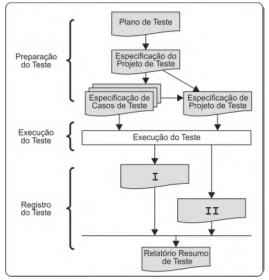 Plano de Teste
Preparação
do Teste
Especificação do
Projeto de Teste
Especificação de
Casos de Teste
Especificação de
Projeto de Teste
Execução
do Teste
Execução do Teste
Registro
do Teste
I
II
Relatório Resumo
de Teste